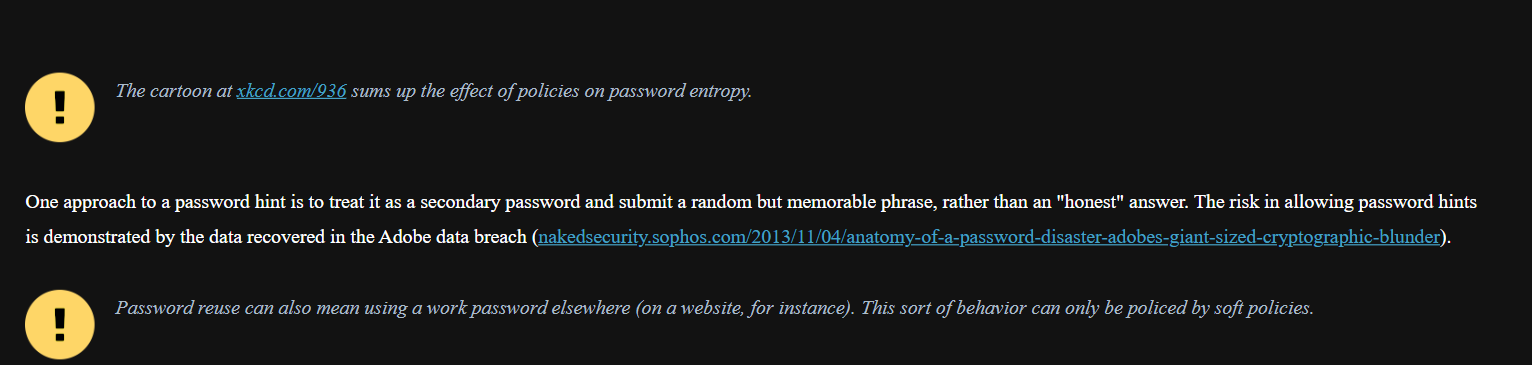 The cartoon at xkcd.com/936 sums up the effect of policies on password entropy.
One approach to a password hint is to treat it as a secondary password and submit a random but memorable phrase, rather than an "honest" answer. The risk in allowing password hints
is demonstrated by the data recovered in the Adobe data breach (nakedsecurity.sophos.com/2013/11/04/anatomy-of-a-password-disaster-adobes-giant-sized-cryptographic-blunder).
Password reuse can also mean using a work password elsewhere (on a website, for instance). This sort of behavior can only be policed by soft policies.